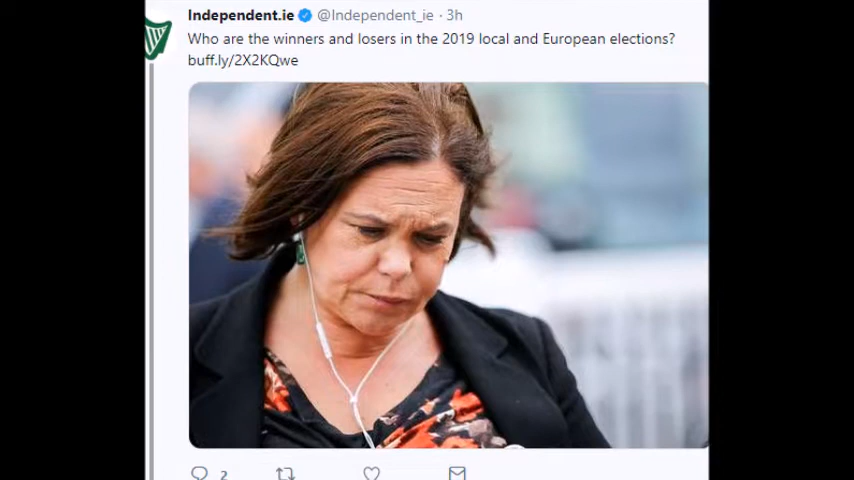 Independent.ie @Independent_ie · 3h
Who are the winners and losers in the 2019 local and European elections?
buff.ly/2X2KQwe
2